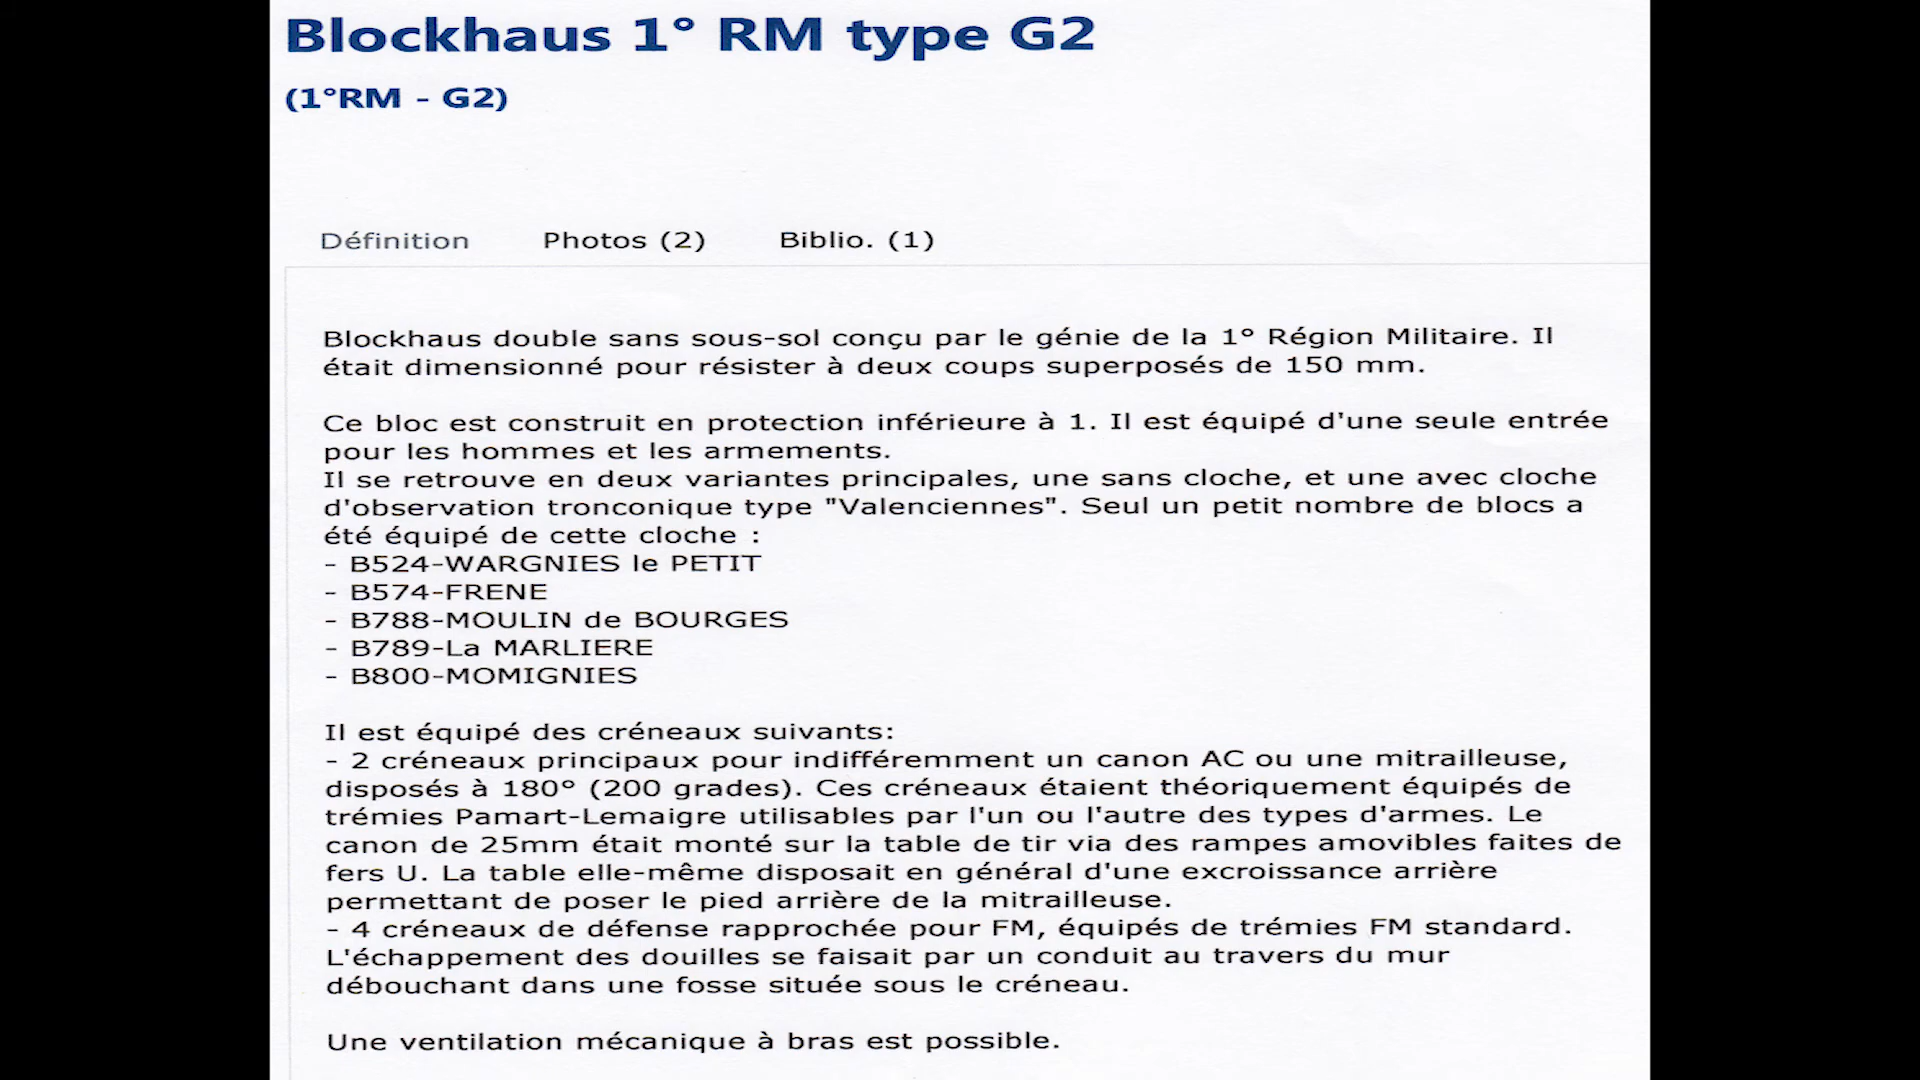 Blockhaus 1° RM type G2
(1°RM - G2)
Définition Photos (2) Biblio. (1)
Blockhaus double sans sous-sol conçu par le génie de la 1° Région Militaire. Il
était dimensionné pour résister à deux coups superposés de 150 mm.
Ce bloc est construit en protection inférieure à 1. Il est équipé d'une seule entrée
pour les hommes et les armements.
Il se retrouve en deux variantes principales, une sans cloche, et une avec cloche
d'observation tronconique type "Valenciennes". Seul un petit nombre de blocs a
été équipé de cette cloche :
- B524-WARGNIES le PETIT
- B574-FRENE
- B788-MOULIN de BOURGES
- B789-La MARLIERE
- B800-MOMIGNIES
Il est équipé des créneaux suivants:
- 2 créneaux principaux pour indifféremment un canon AC ou une mitrailleuse,
disposés à 180° (200 grades). Ces créneaux étaient théoriquement équipés de
trémies Pamart-Lemaigre utilisables par l'un ou l'autre des types d'armes. Le
canon de 25mm était monté sur la table de tir via des rampes amovibles faites de
fers U. La table elle-même disposait en général d'une excroissance arrière
permettant de poser le pied arrière de la mitrailleuse.
- 4 créneaux de défense rapprochée pour FM, équipés de trémies FM standard.
L'échappement des douilles se faisait par un conduit au travers du mur
débouchant dans une fosse située sous le créneau.
Une ventilation mécanique à bras est possible.